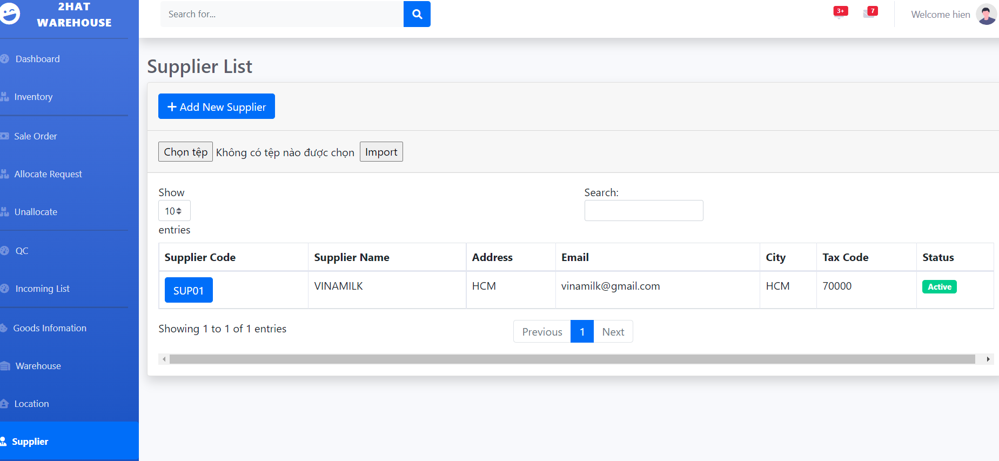 2HAT
WAREHOUSE
Search for...
3+
7
Welcome hien
Dashboard
Inventory
Sale Order
Allocate Request
Unallocate
QC
Incoming List
Goods Infomation
Warehouse
Location
Supplier
Supplier List
+ Add New Supplier
Chọn tệp Không có tệp nào được chọn Import
Show
10
entries
Search:
Supplier Code Supplier Name Address Email City Tax Code Status
SUP01 VINAMILK HCM vinamilk@gmail.com HCM 70000 Active
Showing 1 to 1 of 1 entries
Previous 1 Next